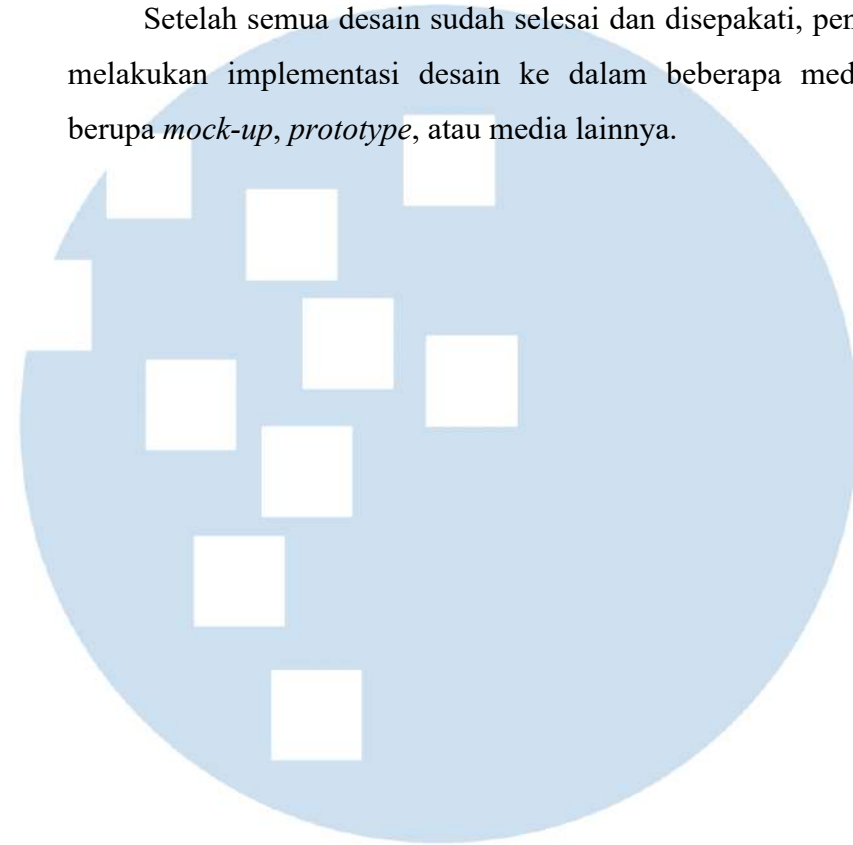 Setelah semua desain sudah selesai dan disepakati,
melakukan implementasi desain ke dalam beberapa
berupa mock-up, prototype, atau media lainnya.